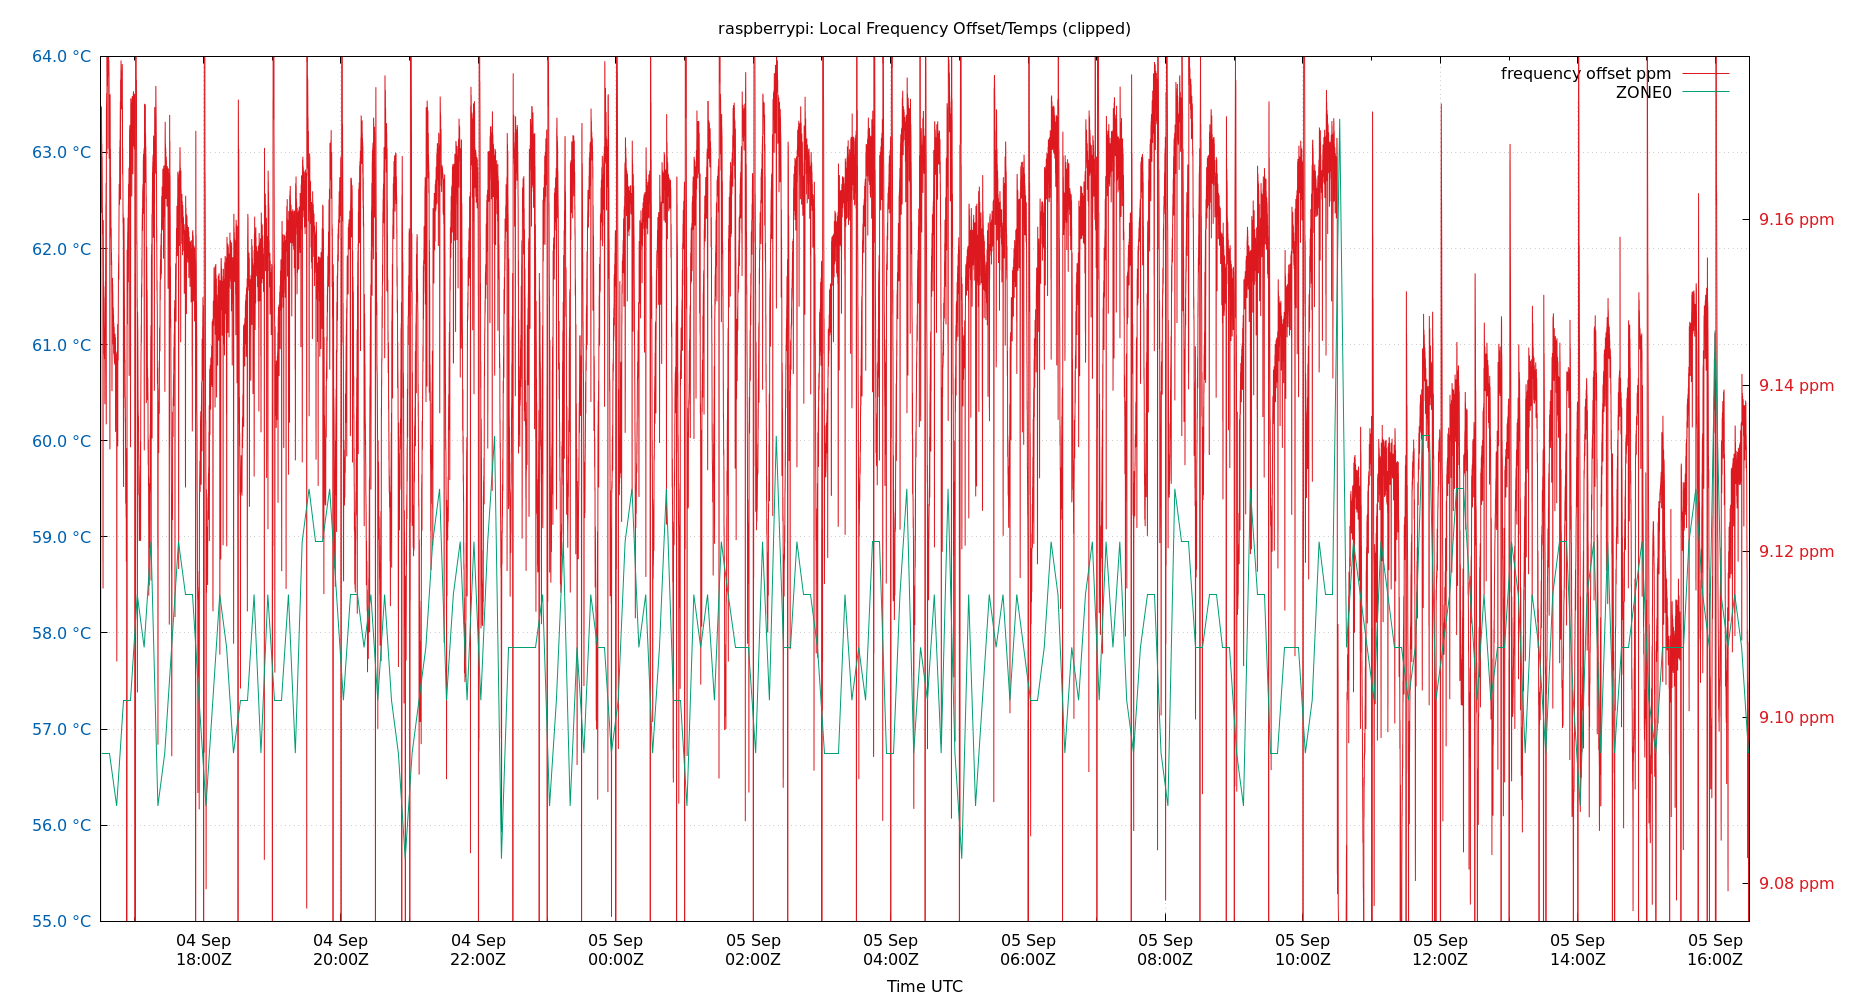 raspberrypi: Local Frequency Offset/Temps (clipped)
frequency offset ppm
ZONE0
64.0 °C
63.0 °C
62.0 °C
61.0 °C
60.0 °C
59.0 °C
58.0 °C
57.0 °C
56.0 °C
55.0 °C
9.16 ppm
9.14 ppm
9.12 ppm
9.10 ppm
9.08 ppm
04 Sep
18:00Z
04 Sep
20:00Z
04 Sep
22:00Z
05 Sep
00:00Z
05 Sep
02:00Z
05 Sep
04:00Z
05 Sep
06:00Z
05 Sep
08:00Z
05 Sep
10:00Z
05 Sep
12:00Z
05 Sep
14:00Z
05 Sep
16:00Z
Time UTC